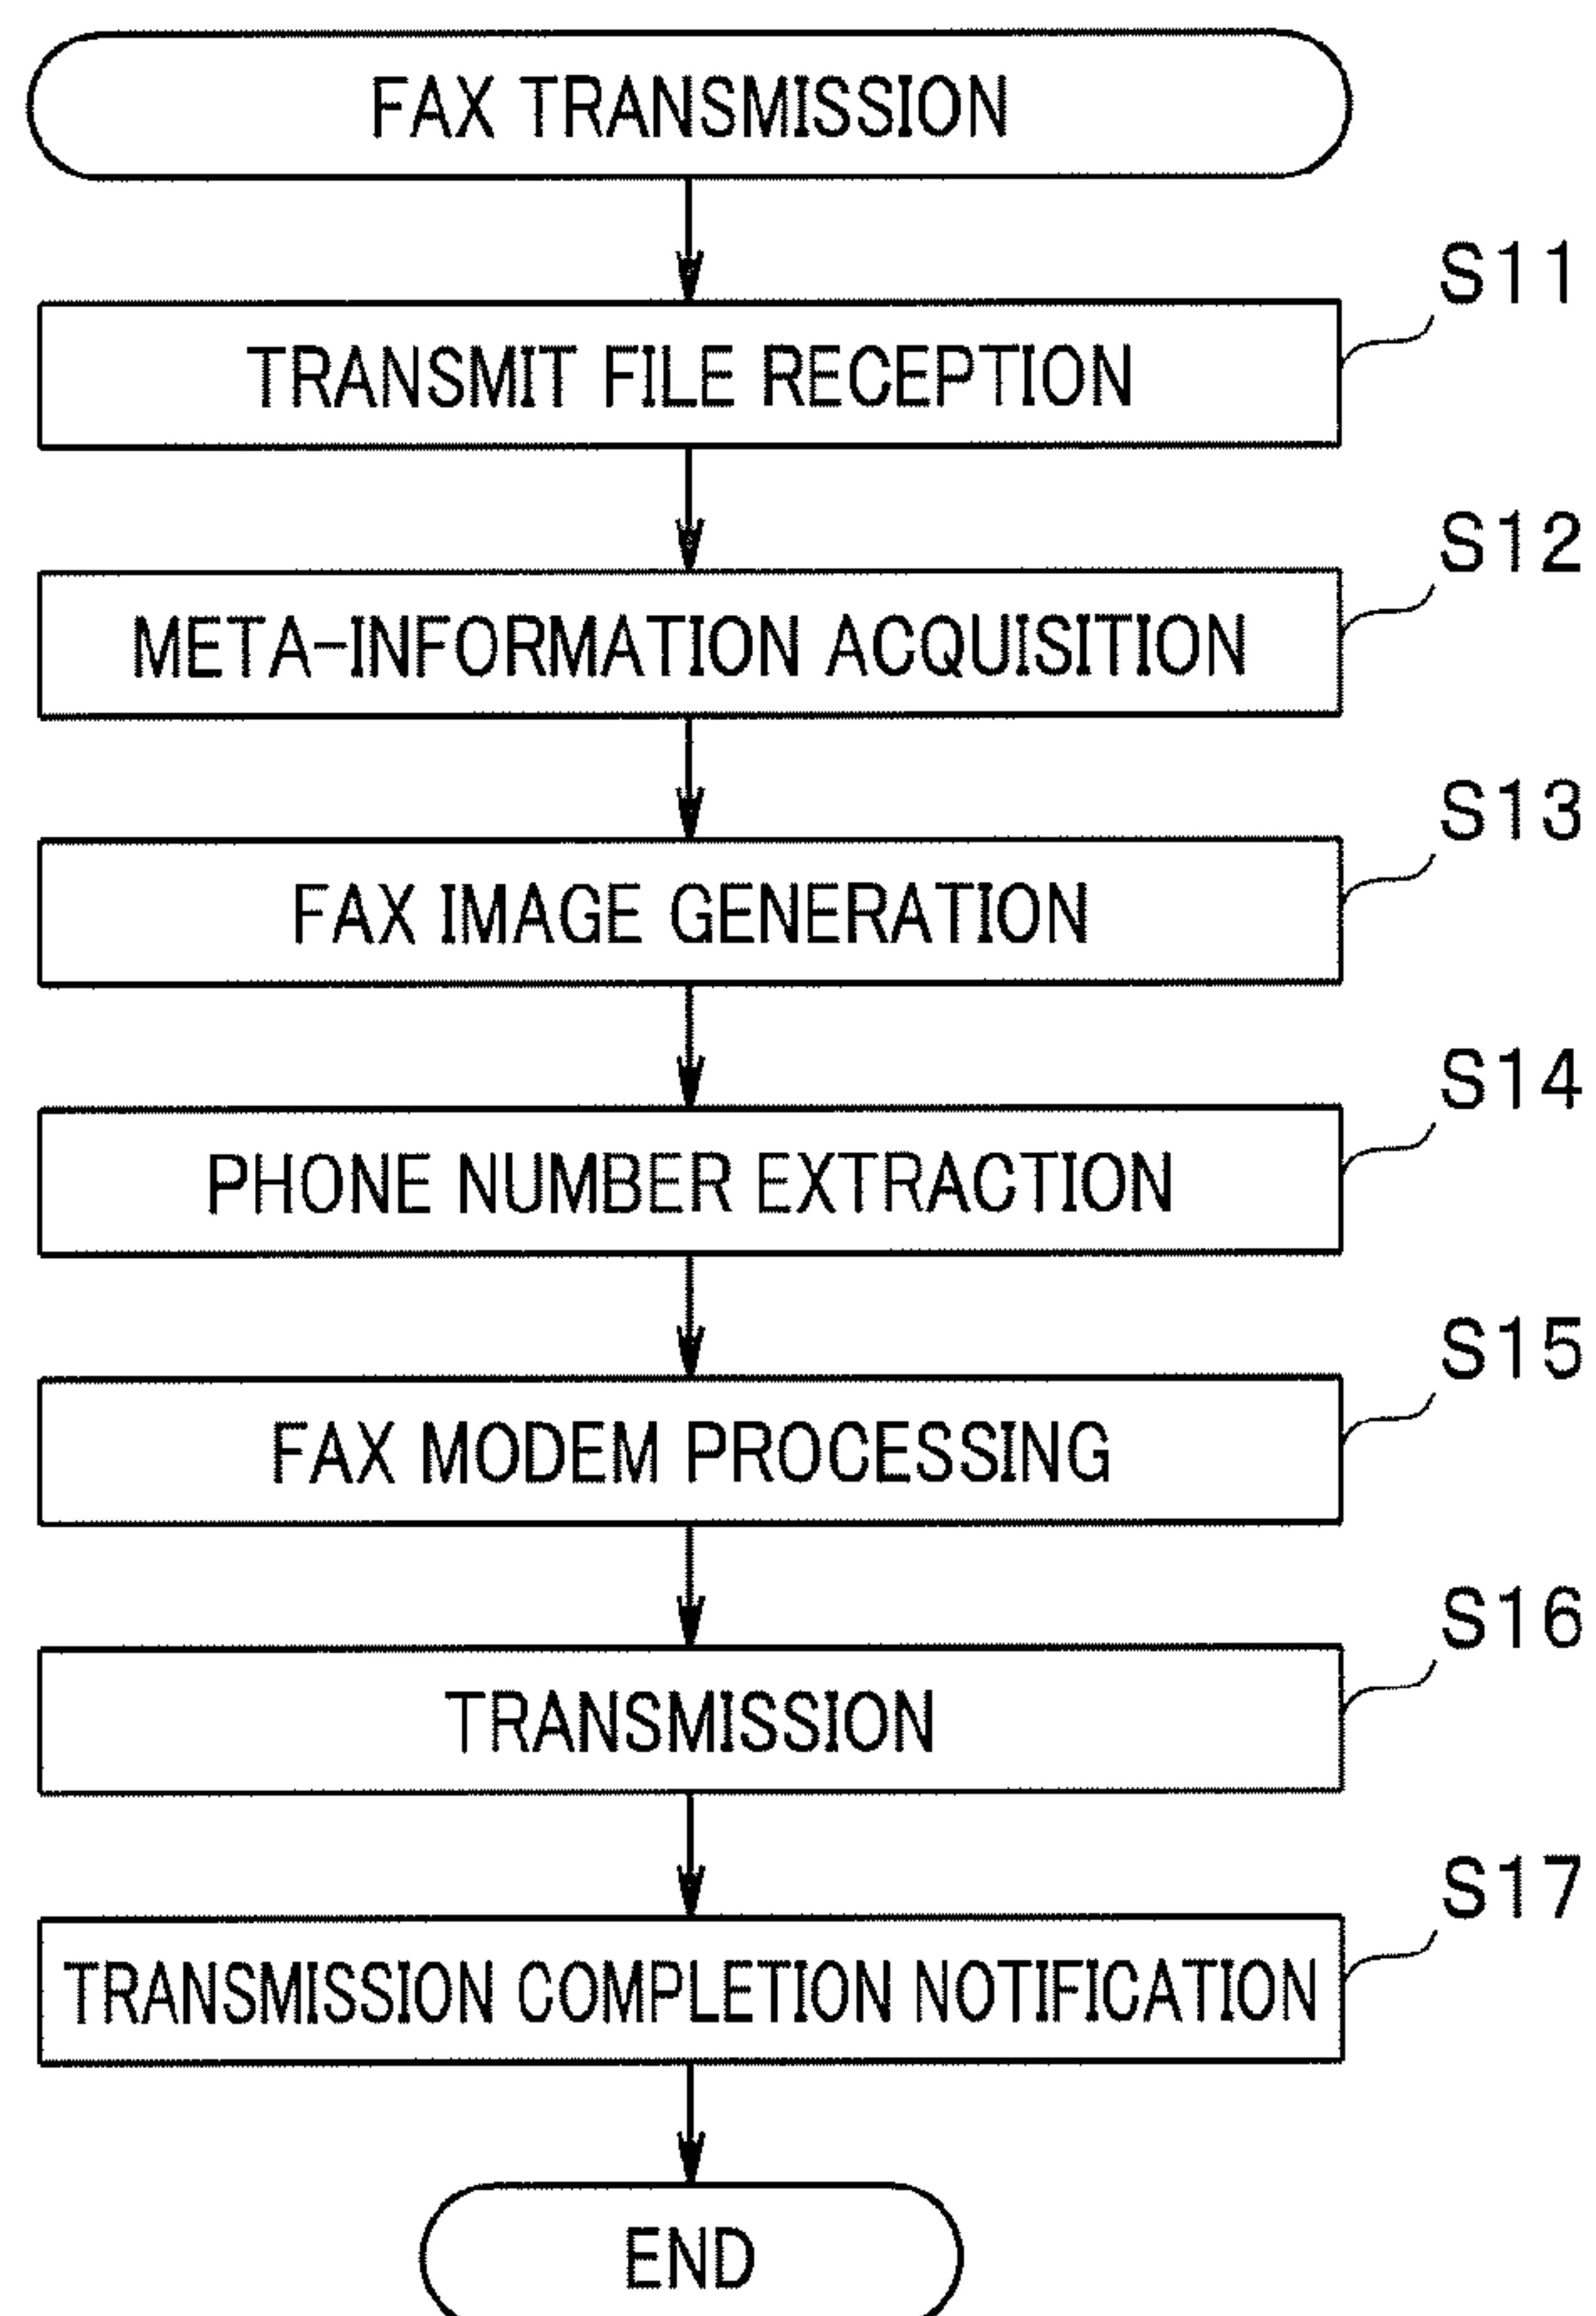 FAX TRANSMISSION
S11
TRANSMIT FILE RECEPTION
S12
META-INFORMATION ACQUISITION
S13
FAX IMAGE GENERATION
S14
PHONE NUMBER EXTRACTION
S15
FAX MODEM PROCESSING
S16
TRANSMISSION
S17
TRANSMISSION COMPLETION NOTIFICATION
END